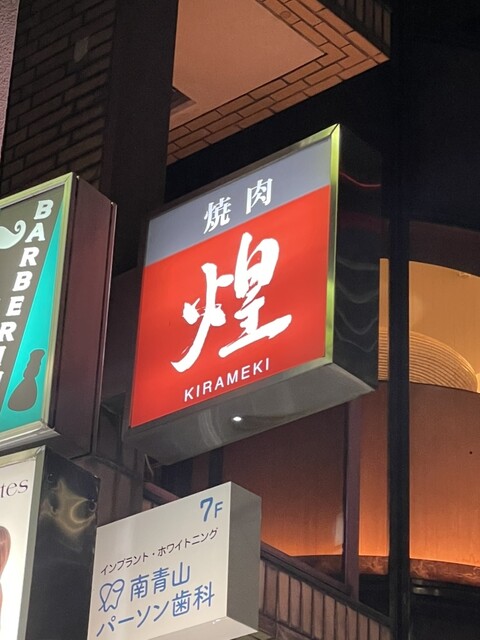 焼肉
煌
KIRAMEKI
BARBER
tes
7F
インプラント・ホワイトニング
南青山
パーソン歯科